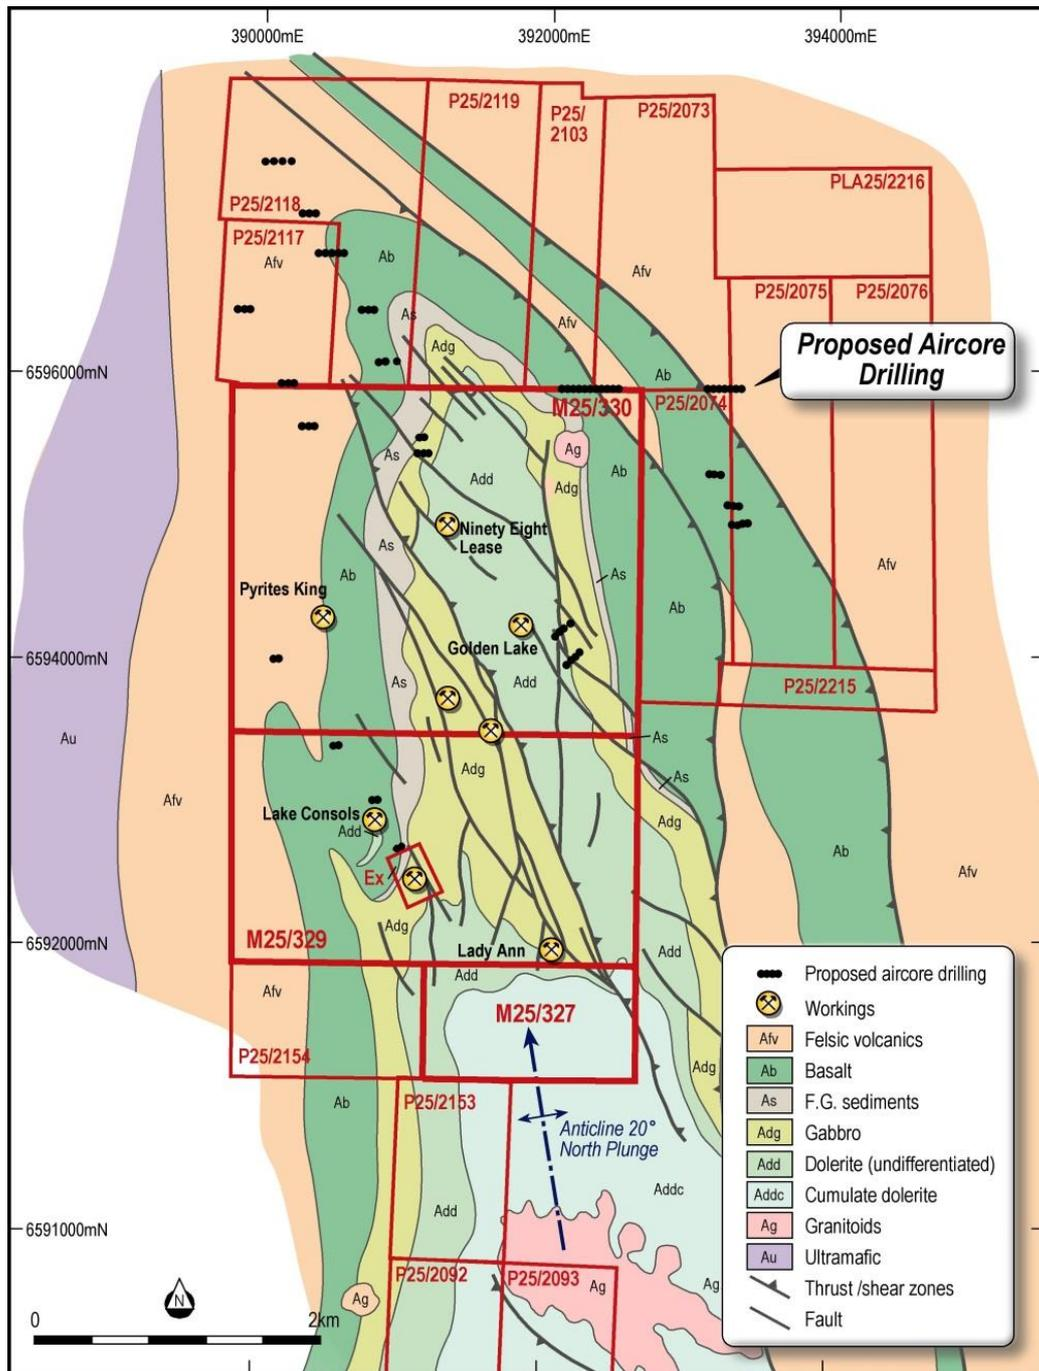 390000mE
392000mE
394000mE
P25/2119
P25/
2103
P25/2073
PLA25/2216
P25/2118
P25/2117
Afv
Ab
Afv
P25/2075
P25/2076
As
Afv
Adg
6596000mN
Proposed Aircore
Drilling
Ab
M25/330
P25/2074
As
Ag
Add
Ab
Adg
Ninety Eight
Lease
As
Ab
As
Afv
Pyrites King
Ab
Golden Lake
6594000mN
As
Add
P25/2215
Au
As
Adg
As
Afv
Lake Consols
Add
Adg
Ab
Ex
Afv
Adg
6592000mN
M25/329
Lady Ann
Add
Add
Afv
M25/327
P25/2154
Adg
Ab
P25/2153
Anticline 20°
North Plunge
Addc
Add
6591000mN
P25/2092
P25/2093
Ag
Ag
Ag
N
0
2km
Proposed aircore drilling
Workings
Afv Felsic volcanics
Ab Basalt
As F.G. sediments
Adg Gabbro
Add Dolerite (undifferentiated)
Addc Cumulate dolerite
Ag Granitoids
Au Ultramafic
Thrust /shear zones
Fault